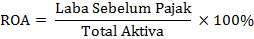 ROA = Laba Sebelum Pajak / Total Aktiva × 100%